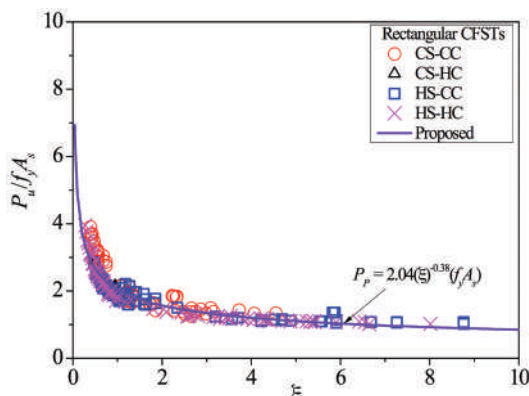 10
8
6
4
2
0
P_u/f_yA_s
Rectangular CFSTs
CS-CC
CS-HC
HS-CC
HS-HC
Proposed
P_P = 2.04(ξ)^-0.38(f_yA_s)
0 2 4 6 8 10
ξ